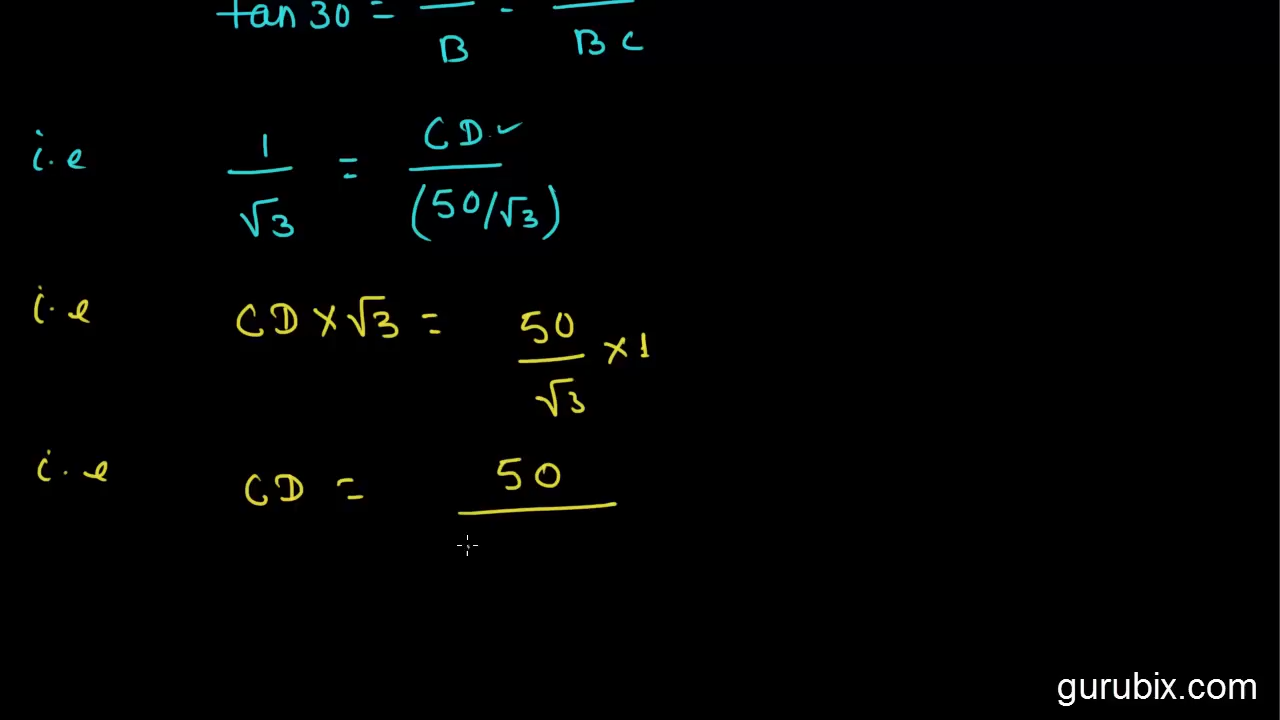 tan 30 = — = —
B BC
i.e 1/√3 = CD/(50/√3)
i.e CD × √3 = 50/√3 × 1
i.e CD = 50
gurubix.com